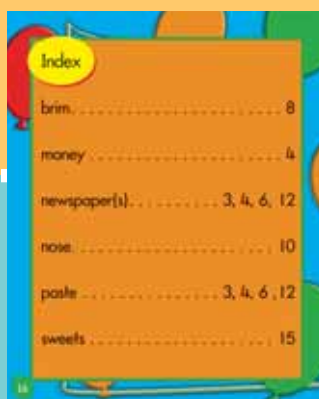 Index
brim . . . . . . . . . . . . . . . . . . . . . . . . 8
money . . . . . . . . . . . . . . . . . . . . . . 4
newspaper(s) . . . . . . . . . . 3, 4, 6, 12
nose . . . . . . . . . . . . . . . . . . . . . . . 10
paste . . . . . . . . . . . . . . . . 3, 4, 6 , 12
sweets . . . . . . . . . . . . . . . . . . . . . 15
16